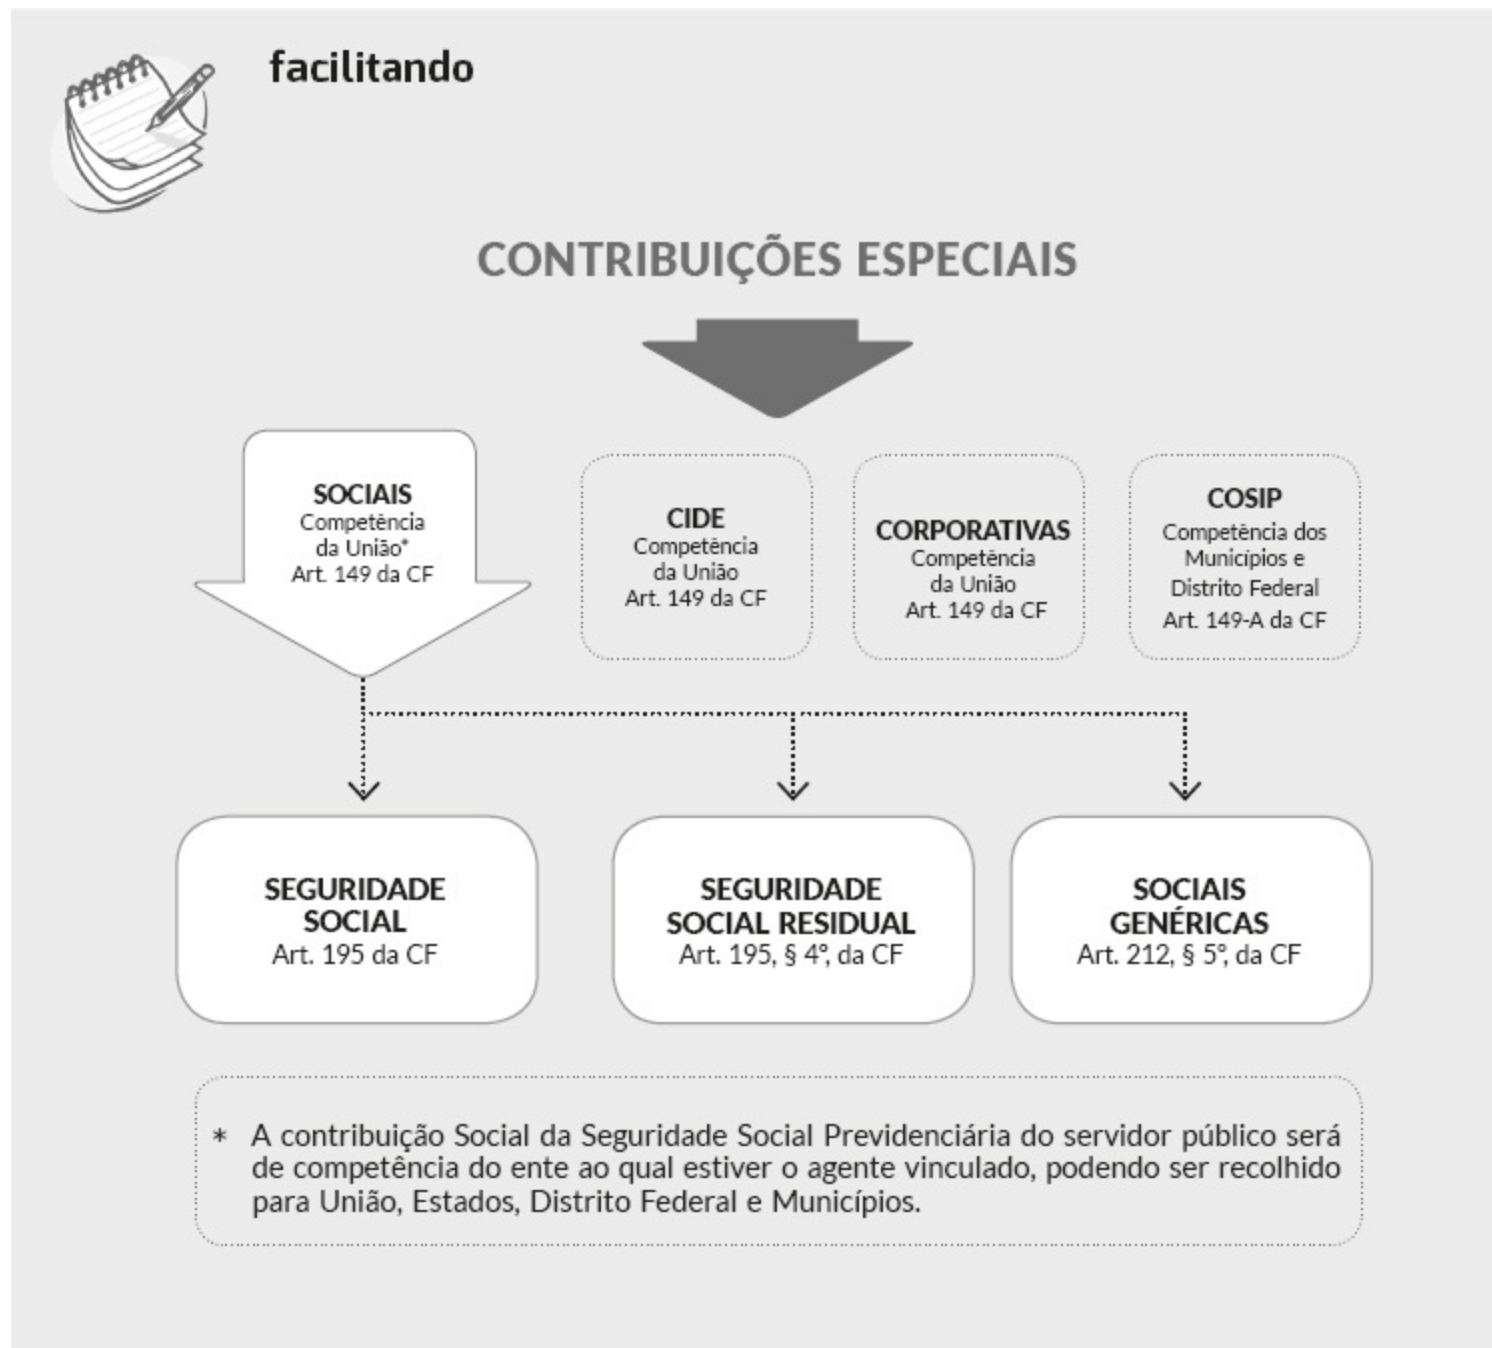 facilitando
CONTRIBUIÇÕES ESPECIAIS
SOCIAIS
Competência
da União*
Art. 149 da CF
CIDE
Competência
da União
Art. 149 da CF
CORPORATIVAS
Competência
da União
Art. 149 da CF
COSIP
Competência dos
Municípios e
Distrito Federal
Art. 149-A da CF
SEGURIDADE
SOCIAL
Art. 195 da CF
SEGURIDADE
SOCIAL RESIDUAL
Art. 195, § 4º, da CF
SOCIAIS
GENÉRICAS
Art. 212, § 5º, da CF
* A contribuição Social da Seguridade Social Previdenciária do servidor público será
de competência do ente ao qual estiver o agente vinculado, podendo ser recolhido
para União, Estados, Distrito Federal e Municípios.